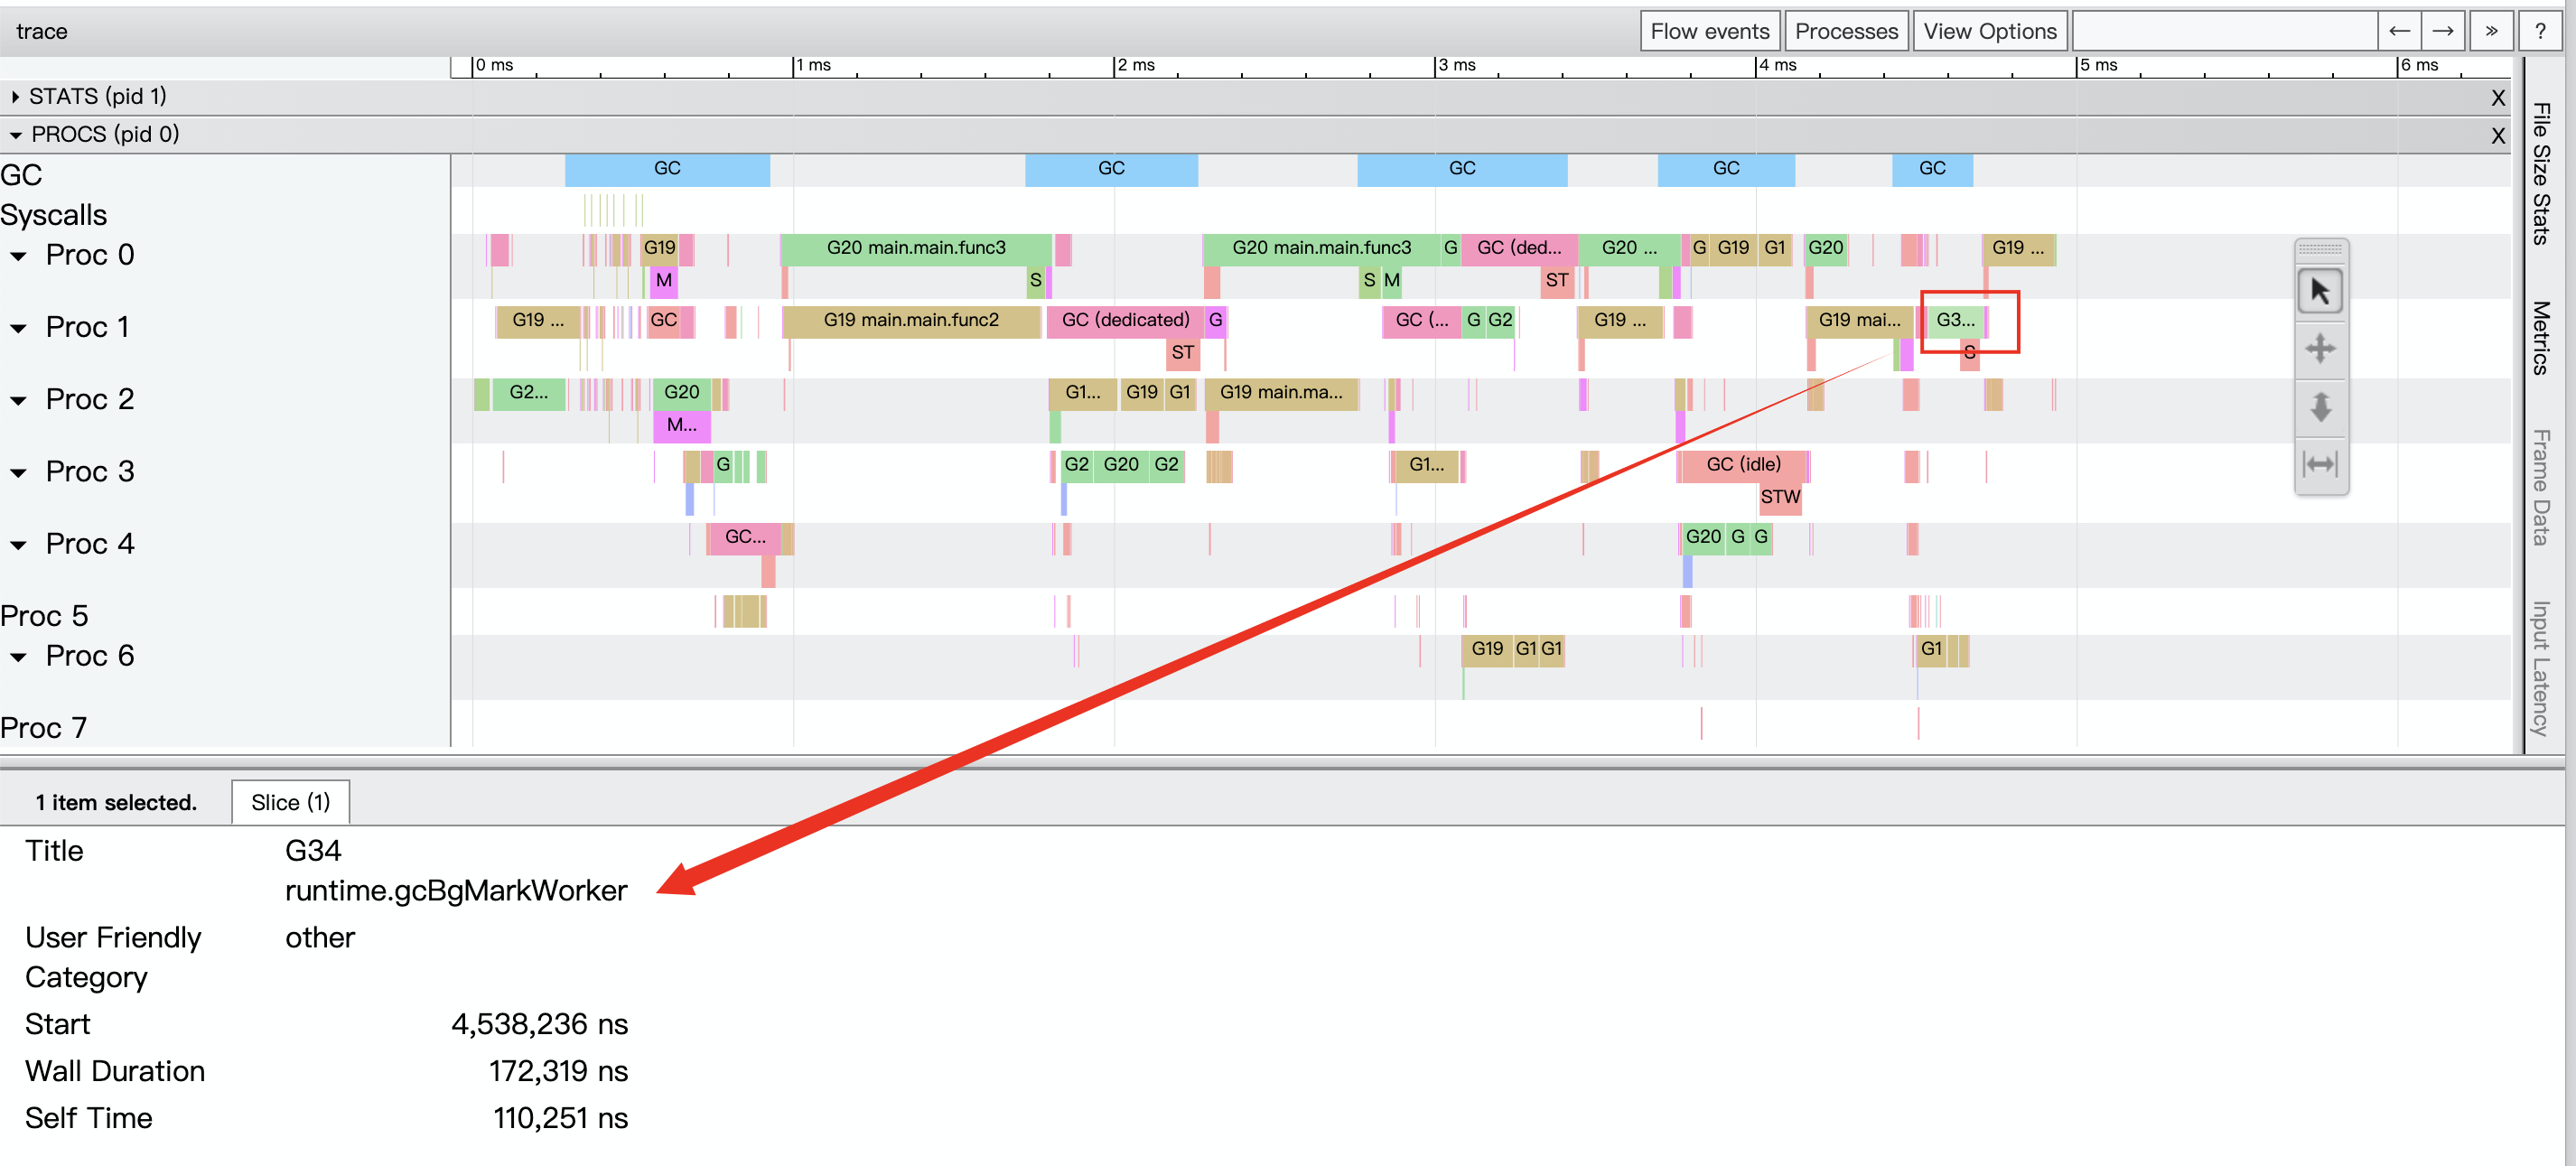 trace
Flow events Processes View Options ← → » ?
0 ms 1 ms 2 ms 3 ms 4 ms 5 ms 6 ms
STATS (pid 1) X
PROCS (pid 0) X
GC GC GC GC GC GC
Syscalls
Proc 0 G19 G20 main.main.func3 G20 main.main.func3 G GC (ded... G20 ... G G19 G1 G20 G19 ...
M S S M ST
Proc 1 G19 ... GC G19 main.main.func2 GC (dedicated) G GC (... G G2 G19 ... G19 mai... G3...
ST S
Proc 2 G2... G20 G1... G19 G1 G19 main.ma...
M...
Proc 3 G G2 G20 G2 G1... GC (idle)
STW
Proc 4 GC... G20 G G
Proc 5
Proc 6 G19 G1 G1 G1
Proc 7
File Size Stats
Metrics
Frame Data
Input Latency
1 item selected. Slice (1)
Title G34
runtime.gcBgMarkWorker
User Friendly other
Category
Start 4,538,236 ns
Wall Duration 172,319 ns
Self Time 110,251 ns